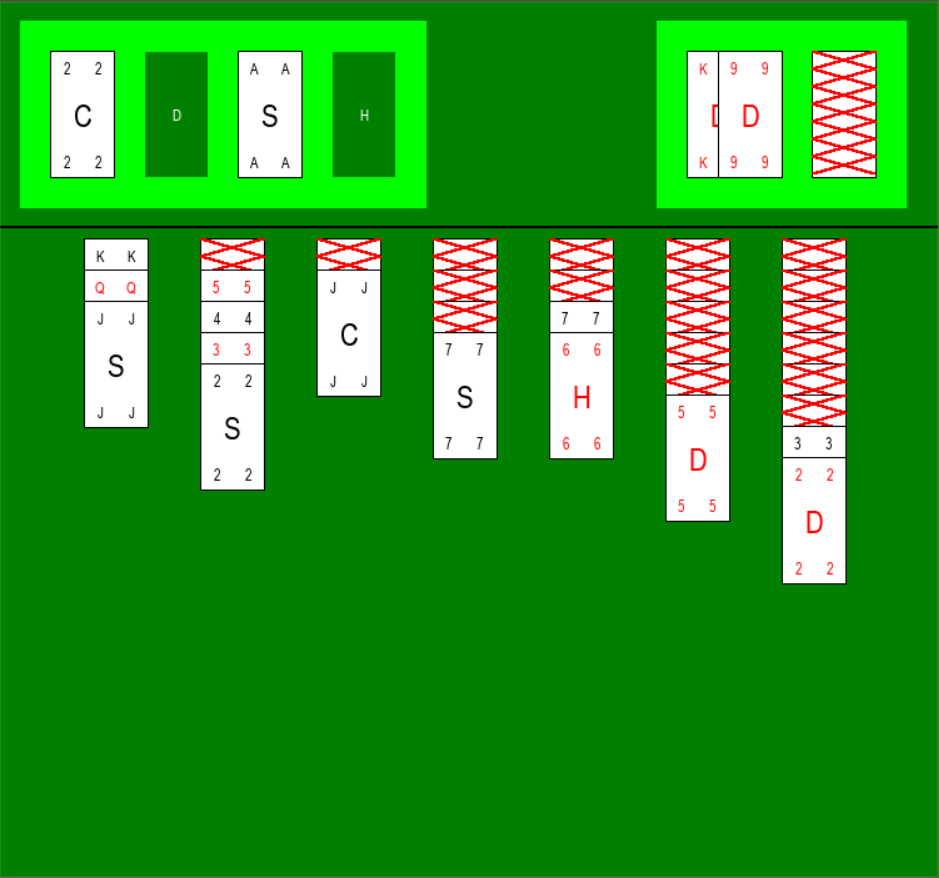 2 2 A A K 9 9
C D S H D D
2 2 A A K 9 9
K K
Q Q 5 5 J J
J J 4 4 7 7
S C 3 3 7 7 6 6
J J 2 2 J J S H
S 7 7 6 6 5 5
2 2 D
5 5 3 3
2 2
D
2 2